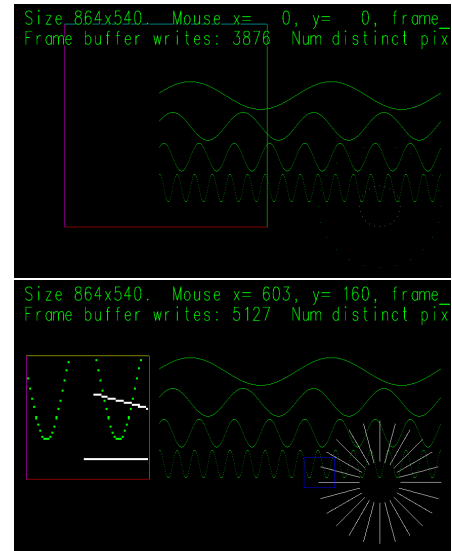 Size 864x540.  Mouse x=   0, y=   0, frame_
Frame buffer writes: 3876  Num distinct pix
Size 864x540.  Mouse x= 603, y= 160, frame_
Frame buffer writes: 5127  Num distinct pix